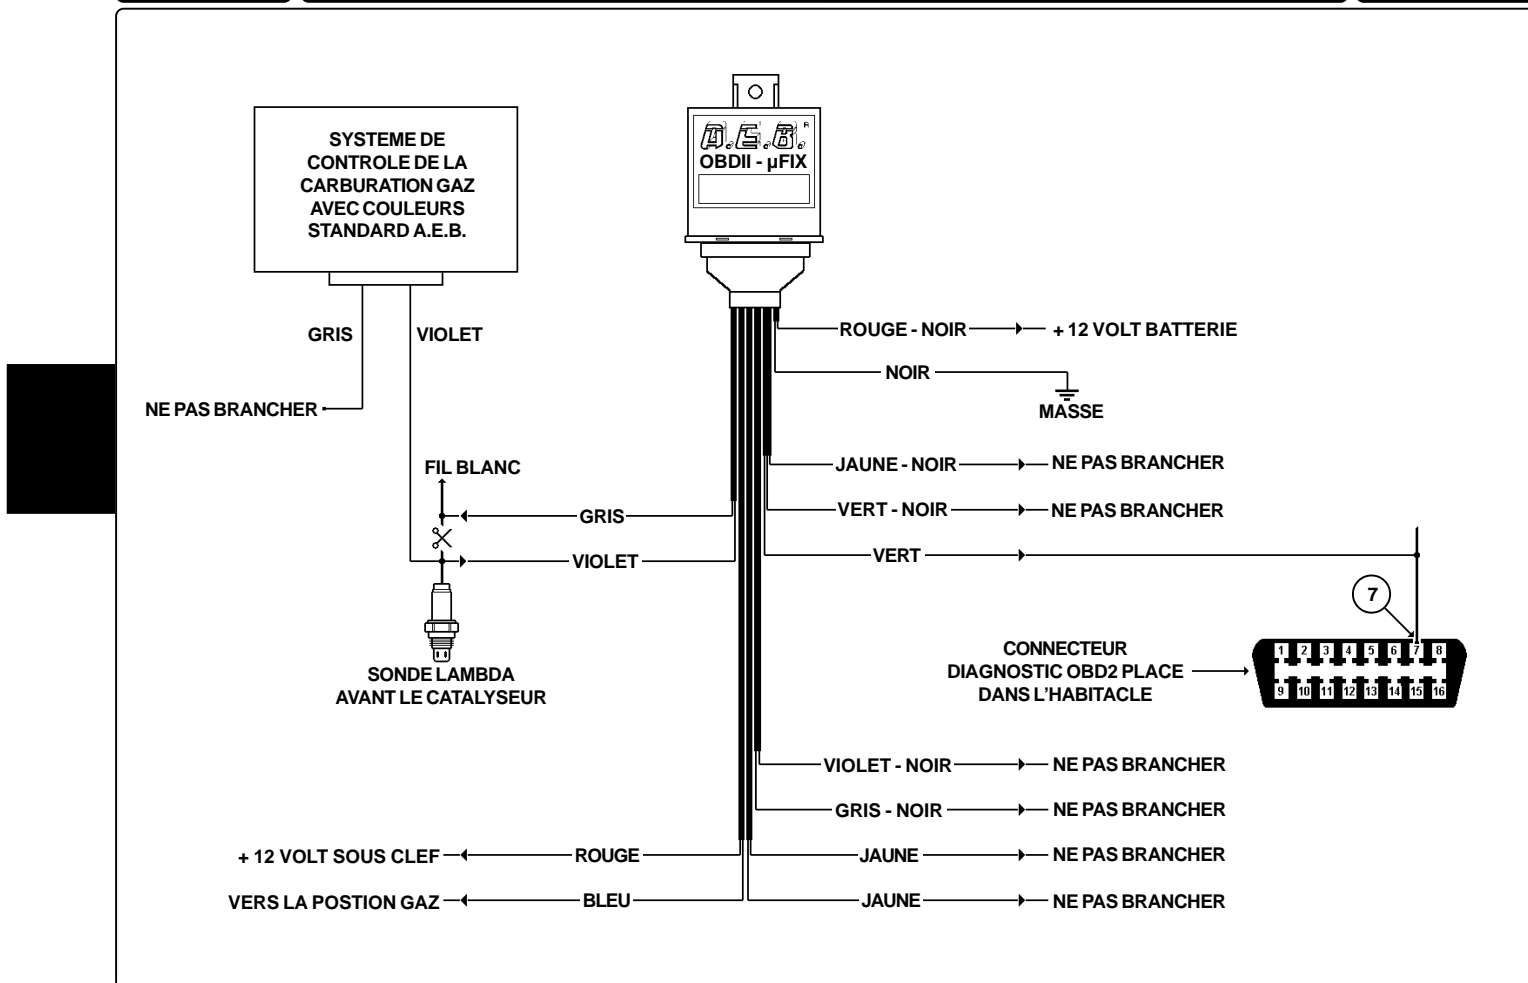 SYSTEME DE
CONTROLE DE LA
CARBURATION GAZ
AVEC COULEURS
STANDARD A.E.B.
A.E.B.
R
OBDII - µFIX
GRIS
VIOLET
NE PAS BRANCHER
ROUGE - NOIR
+ 12 VOLT BATTERIE
NOIR
MASSE
FIL BLANC
JAUNE - NOIR
NE PAS BRANCHER
GRIS
VERT - NOIR
NE PAS BRANCHER
VIOLET
VERT
7
SONDE LAMBDA
AVANT LE CATALYSEUR
CONNECTEUR
DIAGNOSTIC OBD2 PLACE
DANS L'HABITACLE
1 2 3 4 5 6 7 8
9 10 11 12 13 14 15 16
VIOLET - NOIR
NE PAS BRANCHER
GRIS - NOIR
NE PAS BRANCHER
+ 12 VOLT SOUS CLEF
ROUGE
JAUNE
NE PAS BRANCHER
VERS LA POSTION GAZ
BLEU
JAUNE
NE PAS BRANCHER